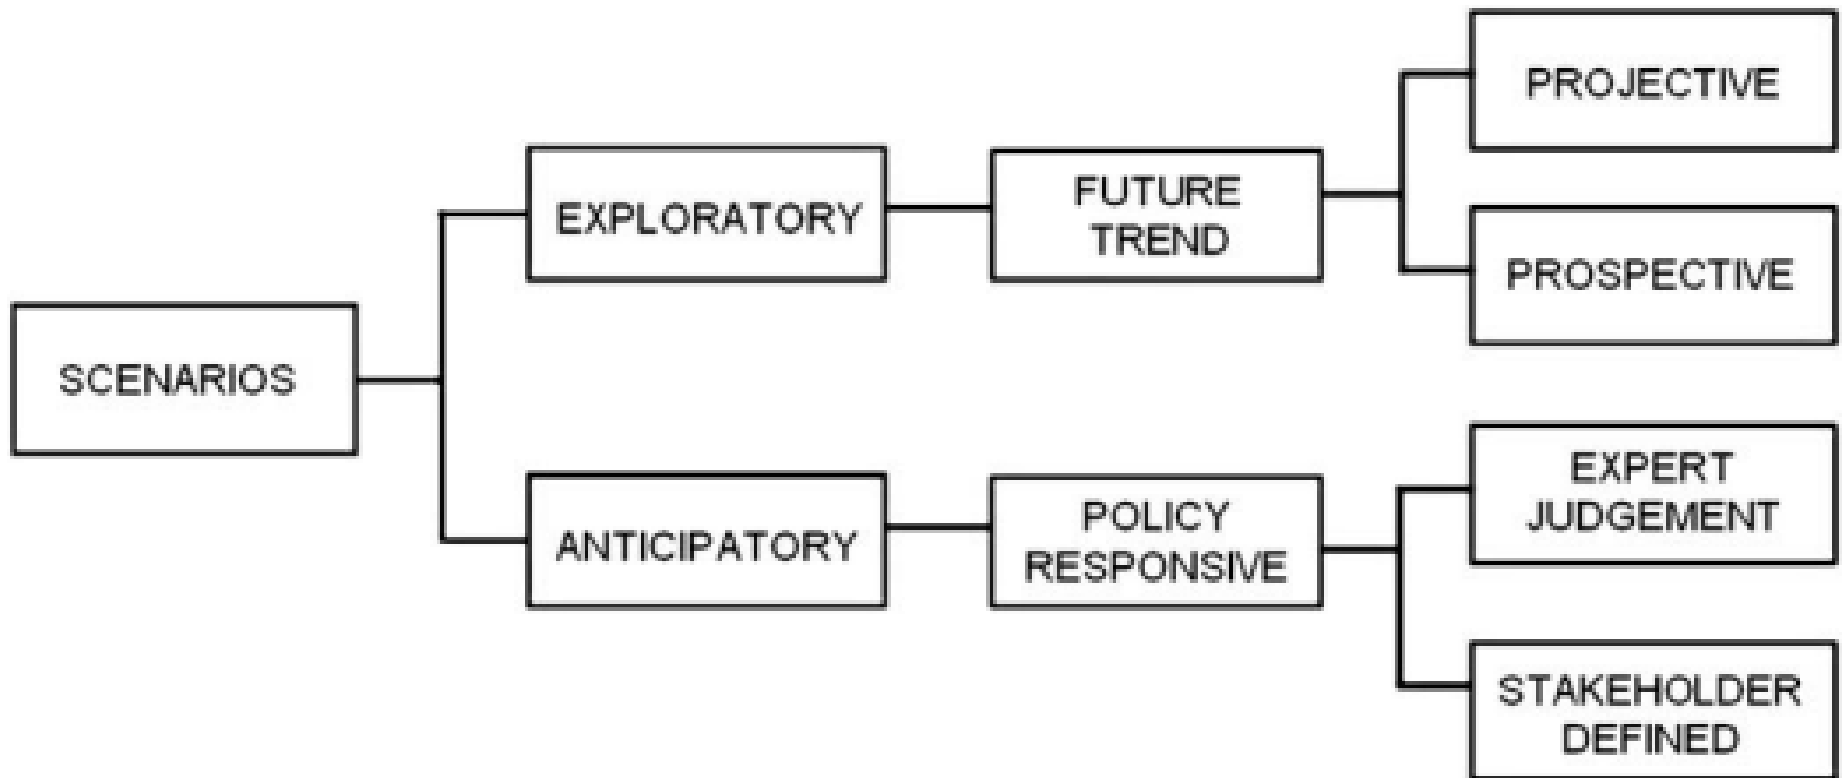 SCENARIOS
EXPLORATORY
FUTURE
TREND
PROJECTIVE
PROSPECTIVE
ANTICIPATORY
POLICY
RESPONSIVE
EXPERT
JUDGEMENT
STAKEHOLDER
DEFINED